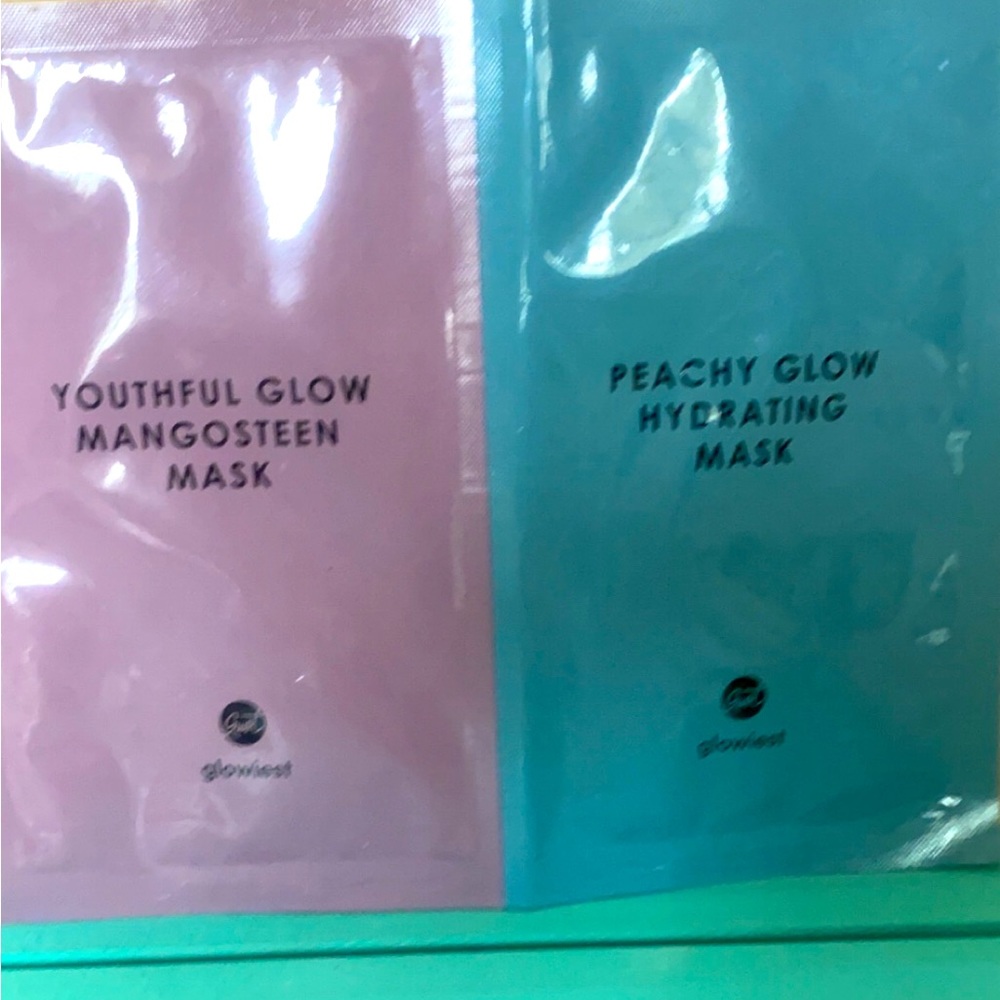 YOUTHFUL GLOW
MANGOSTEEN
MASK
glowiest
PEACHY GLOW
HYDRATING
MASK
glowiest